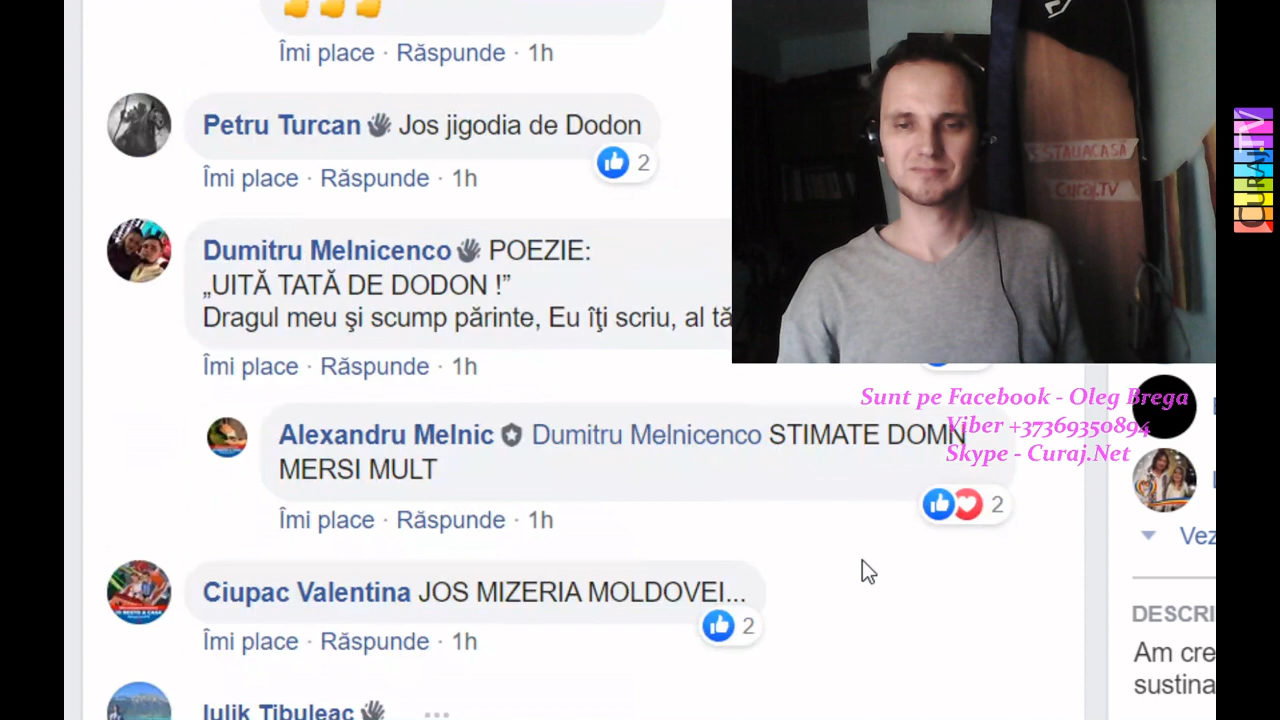 Îmi place · Răspunde · 1h
Petru Turcan Jos jigodia de Dodon
2
Îmi place · Răspunde · 1h
Dumitru Melnicenco POEZIE:
„UITĂ TATĂ DE DODON !”
Dragul meu şi scump părinte, Eu îţi scriu, al tă
Îmi place · Răspunde · 1h
Alexandru Melnic Dumitru Melnicenco STIMATE DOMN
MERSI MULT
2
Îmi place · Răspunde · 1h
Ciupac Valentina JOS MIZERIA MOLDOVEI...
2
Îmi place · Răspunde · 1h
Iulik Tibuleac
STAUACASA
Curaj.TV
Sunt pe Facebook - Oleg Brega
Viber +37369350894
Skype - Curaj.Net
Vez
DESCRI
Am cre
sustina
Curaj.TV